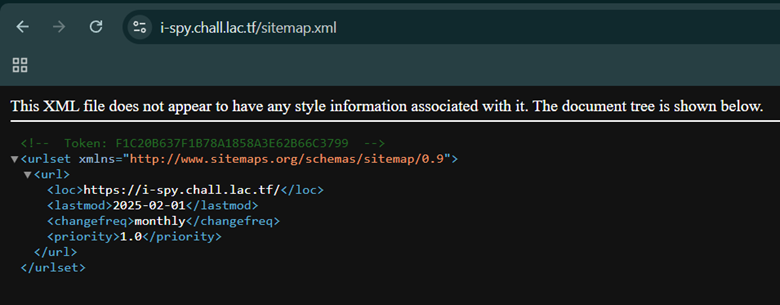 i-spy.chall.lac.tf/sitemap.xml
This XML file does not appear to have any style information associated with it. The document tree is shown below.
<!-- Token: F1C20B637F1B78A1858A3E62B66C3799 -->
▼<urlset xmlns="http://www.sitemaps.org/schemas/sitemap/0.9">
▼<url>
<loc>https://i-spy.chall.lac.tf/</loc>
<lastmod>2025-02-01</lastmod>
<changefreq>monthly</changefreq>
<priority>1.0</priority>
</url>
</urlset>